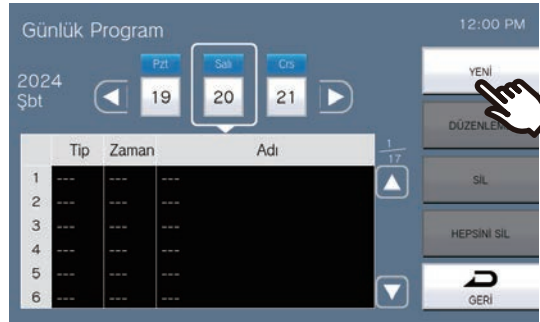 Günlük Program
12:00 PM
2024
Şbt
Pzt
19
Salı
20
Crs
21
YENİ
DÜZENLEME
SİL
HEPSİNİ SİL
GERİ
Tip Zaman Adı
1
17
1 --- --- ---
2 --- --- ---
3 --- --- ---
4 --- --- ---
5 --- --- ---
6 --- --- ---